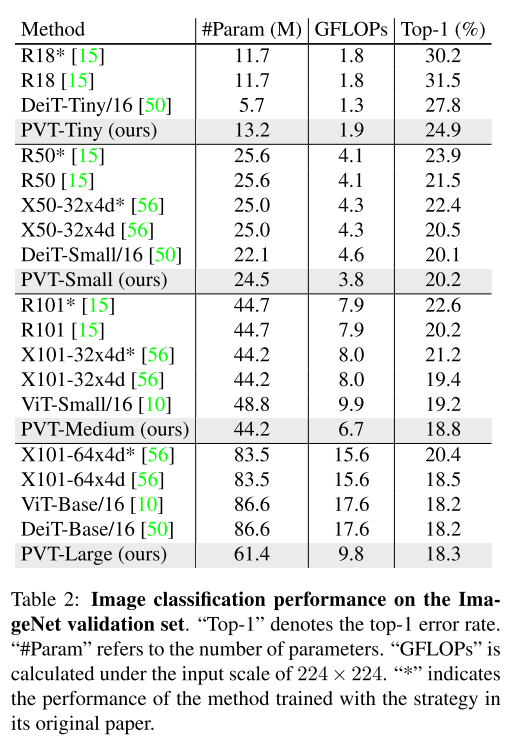 Method #Param (M) GFLOPs Top-1 (%)
R18* [15] 11.7 1.8 30.2
R18 [15] 11.7 1.8 31.5
DeiT-Tiny/16 [50] 5.7 1.3 27.8
PVT-Tiny (ours) 13.2 1.9 24.9
R50* [15] 25.6 4.1 23.9
R50 [15] 25.6 4.1 21.5
X50-32x4d* [56] 25.0 4.3 22.4
X50-32x4d [56] 25.0 4.3 20.5
DeiT-Small/16 [50] 22.1 4.6 20.1
PVT-Small (ours) 24.5 3.8 20.2
R101* [15] 44.7 7.9 22.6
R101 [15] 44.7 7.9 20.2
X101-32x4d* [56] 44.2 8.0 21.2
X101-32x4d [56] 44.2 8.0 19.4
ViT-Small/16 [10] 48.8 9.9 19.2
PVT-Medium (ours) 44.2 6.7 18.8
X101-64x4d* [56] 83.5 15.6 20.4
X101-64x4d [56] 83.5 15.6 18.5
ViT-Base/16 [10] 86.6 17.6 18.2
DeiT-Base/16 [50] 86.6 17.6 18.2
PVT-Large (ours) 61.4 9.8 18.3
Table 2: Image classification performance on the Ima-
geNet validation set. “Top-1” denotes the top-1 error rate.
“#Param” refers to the number of parameters. “GFLOPs” is
calculated under the input scale of 224 × 224. “*” indicates
the performance of the method trained with the strategy in
its original paper.